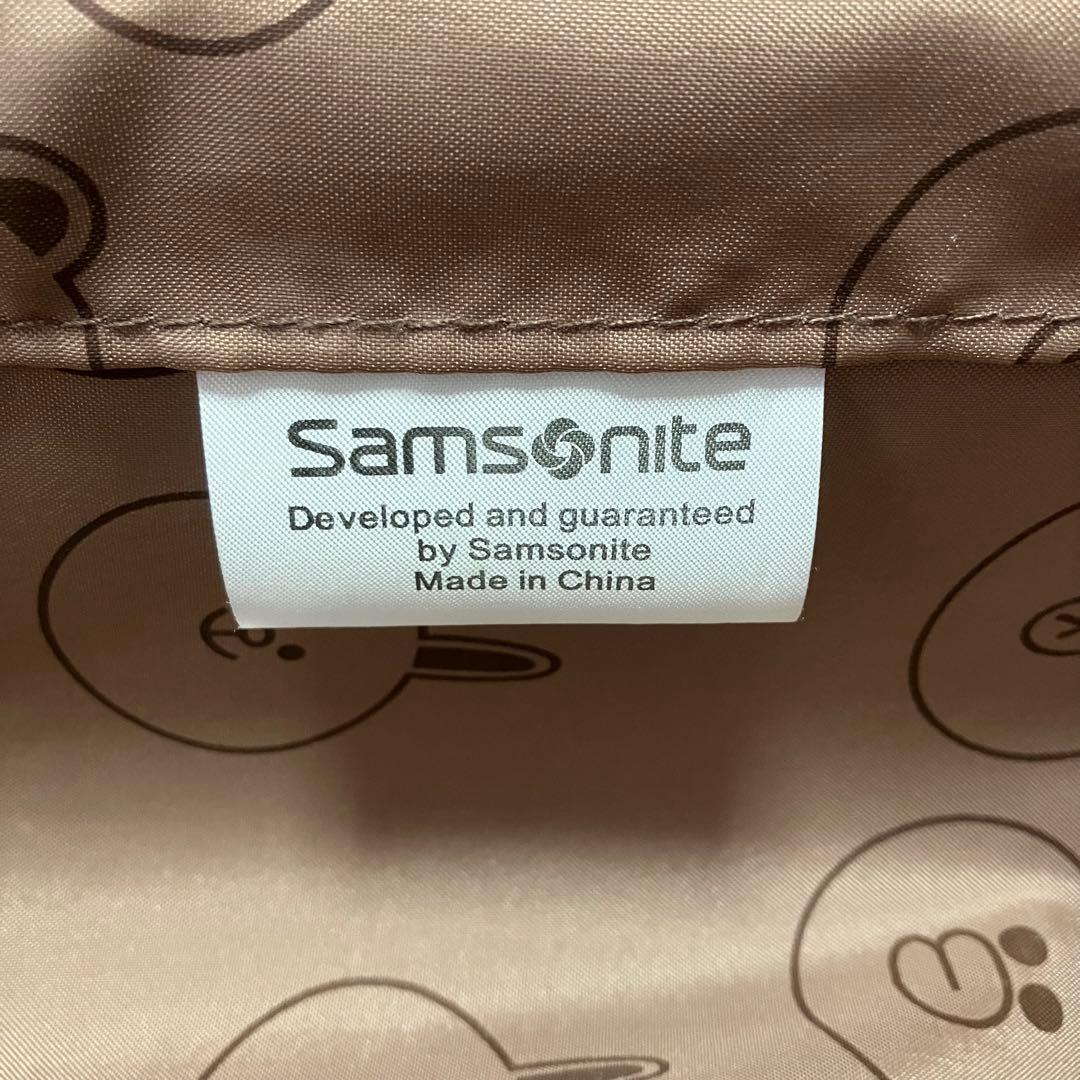 Samsonite
Developed and guaranteed
by Samsonite
Made in China